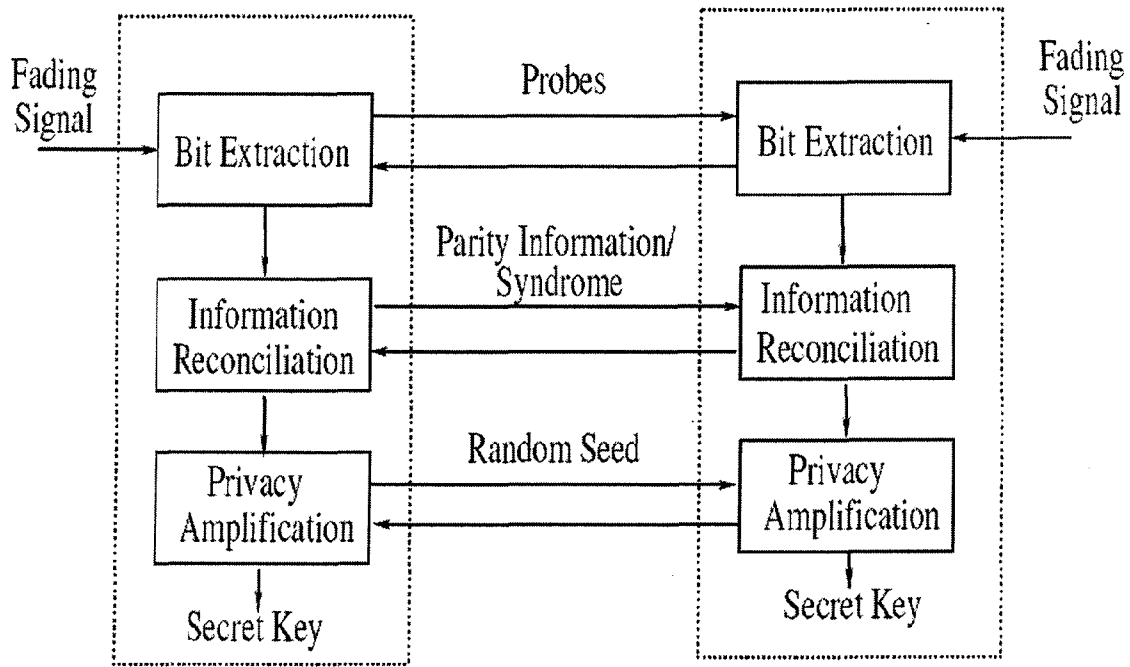 Fading
Signal
Probes
Fading
Signal
Bit Extraction
Bit Extraction
Parity Information/
Syndrome
Information
Reconciliation
Information
Reconciliation
Random Seed
Privacy
Amplification
Privacy
Amplification
Secret Key
Secret Key